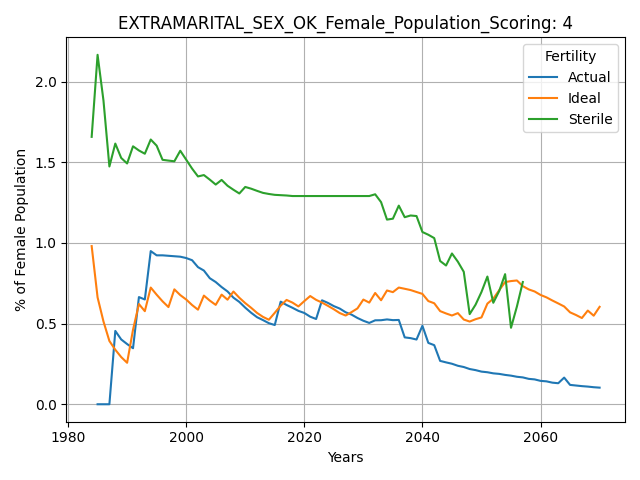 EXTRAMARITAL_SEX_OK_Female_Population_Scoring: 4
Fertility
Actual
Ideal
Sterile
% of Female Population
2.0
1.5
1.0
0.5
0.0
1980
2000
2020
2040
2060
Years